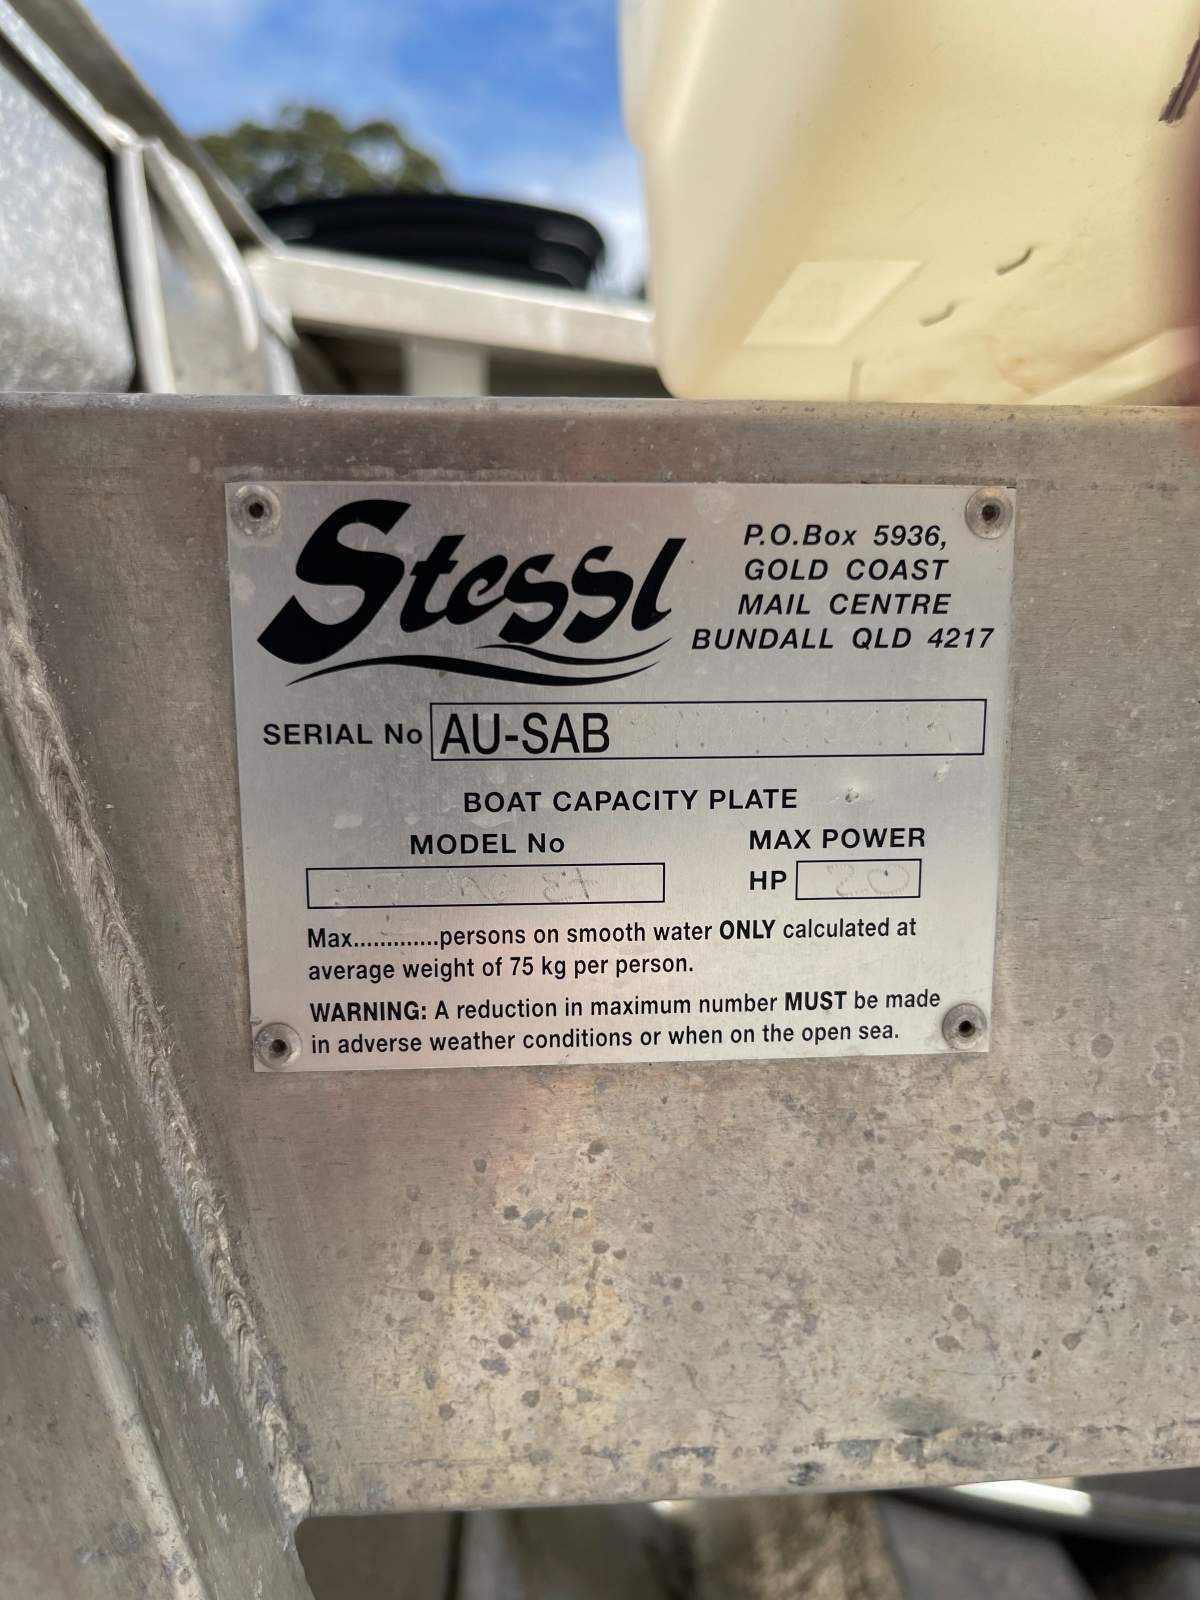 Stessl
P.O.Box 5936,
GOLD COAST
MAIL CENTRE
BUNDALL QLD 4217
SERIAL No AU-SAB
BOAT CAPACITY PLATE
MODEL No
MAX POWER
HP
Max.............persons on smooth water ONLY calculated at
average weight of 75 kg per person.
WARNING: A reduction in maximum number MUST be made
in adverse weather conditions or when on the open sea.